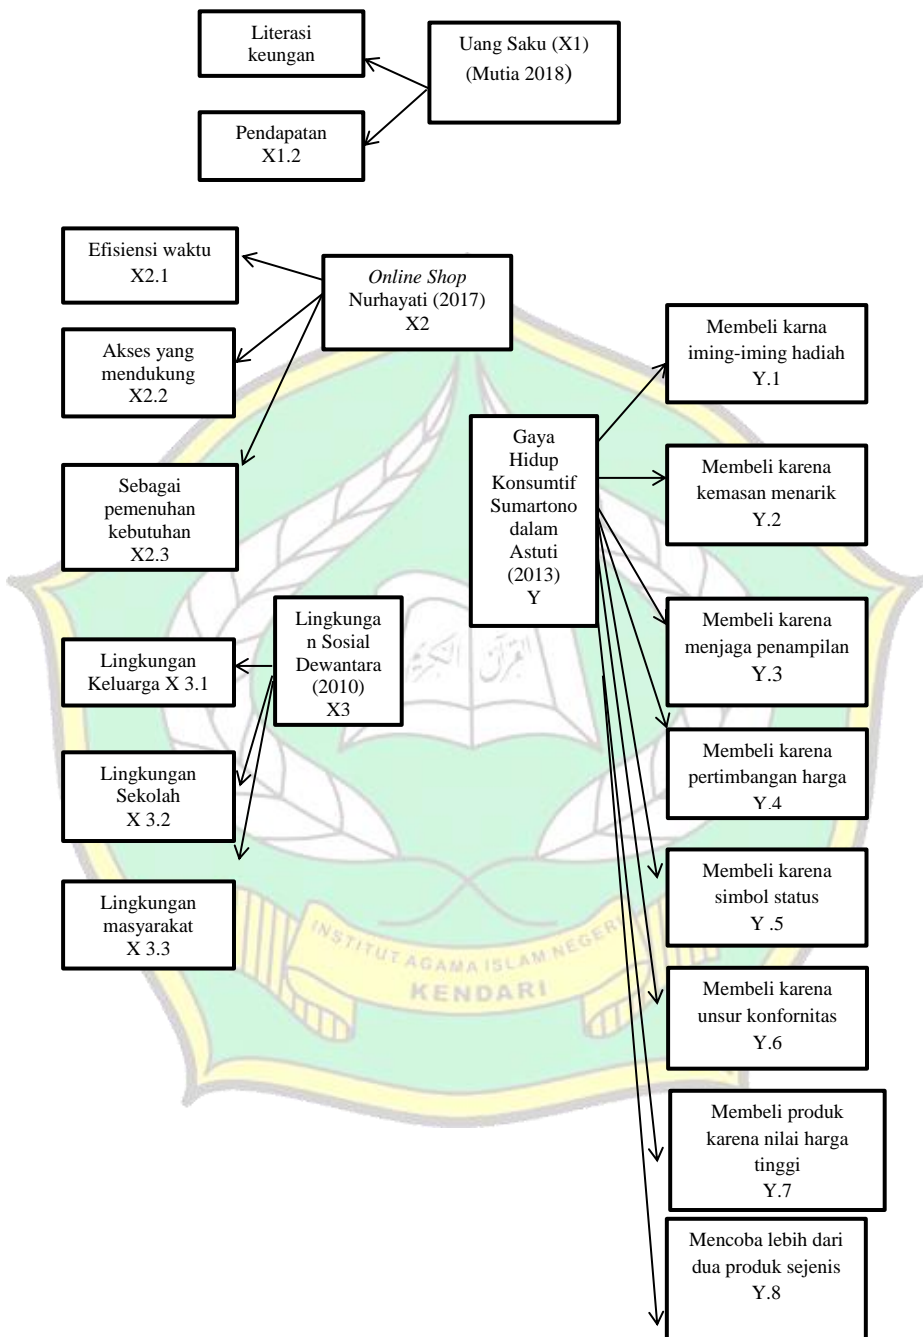 Literasi
keungan
Uang Saku (X1)
(Mutia 2018)
Pendapatan
X1.2
Efisiensi waktu
X2.1
Online Shop
Nurhayati (2017)
X2
Akses yang
mendukung
X2.2
Sebagai
pemenuhan
kebutuhan
X2.3
Lingkunga
n Sosial
Dewantara
(2010)
X3
Lingkungan
Keluarga X 3.1
Lingkungan
Sekolah
X 3.2
Lingkungan
masyarakat
X 3.3
Gaya
Hidup
Konsumtif
Sumartono
dalam
Astuti
(2013)
Y
Membeli karna
iming-iming hadiah
Y.1
Membeli karena
kemasan menarik
Y.2
Membeli karena
menjaga penampilan
Y.3
Membeli karena
pertimbangan harga
Y.4
Membeli karena
simbol status
Y .5
Membeli karena
unsur konfornitas
Y.6
Membeli produk
karena nilai harga
tinggi
Y.7
Mencoba lebih dari
dua produk sejenis
Y.8
القرآن الكريم
INSTITUT AGAMA ISLAM NEGERI
KENDARI